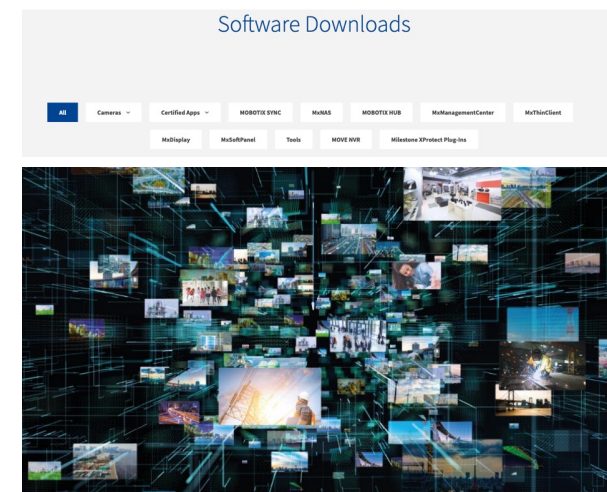 Software Downloads
All Cameras Certified Apps MOBOTIX SYNC MxNAS MOBOTIX HUB MxManagementCenter MxThinClient
MxDisplay MxSoftPanel Tools MOVE NVR Milestone XProtect Plug-Ins